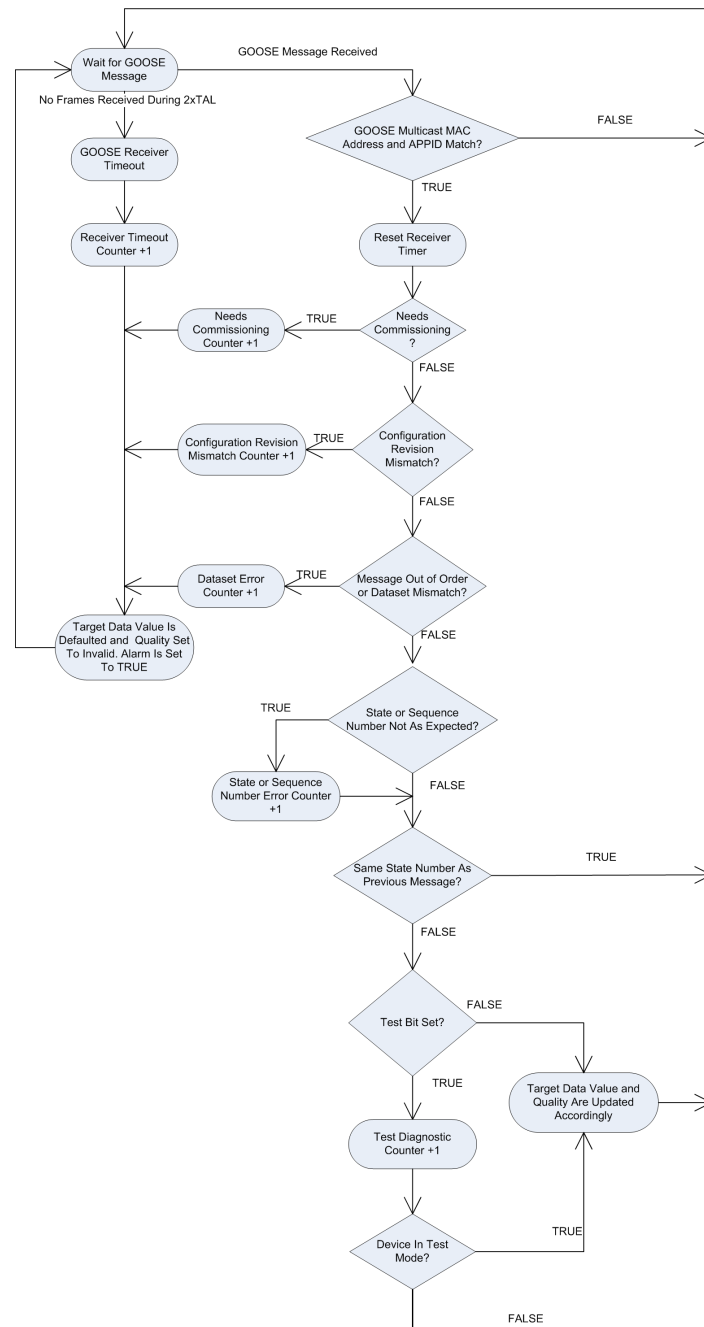 Wait for GOOSE
Message
GOOSE Message Received
No Frames Received During 2xTAL
GOOSE Multicast MAC
Address and APPID Match?
FALSE
GOOSE Receiver
Timeout
TRUE
Receiver Timeout
Counter +1
Reset Receiver
Timer
Needs
Commissioning
Counter +1
TRUE
Needs
Commissioning
?
FALSE
Configuration Revision
Mismatch Counter +1
TRUE
Configuration
Revision
Mismatch?
FALSE
Dataset Error
Counter +1
TRUE
Message Out of Order
or Dataset Mismatch?
FALSE
Target Data Value Is
Defaulted and Quality Set
To Invalid. Alarm Is Set
To TRUE
TRUE
State or Sequence
Number Not As Expected?
FALSE
State or Sequence
Number Error Counter
+1
Same State Number As
Previous Message?
TRUE
FALSE
Test Bit Set?
FALSE
TRUE
Target Data Value and
Quality Are Updated
Accordingly
Test Diagnostic
Counter +1
Device In Test
Mode?
TRUE
FALSE